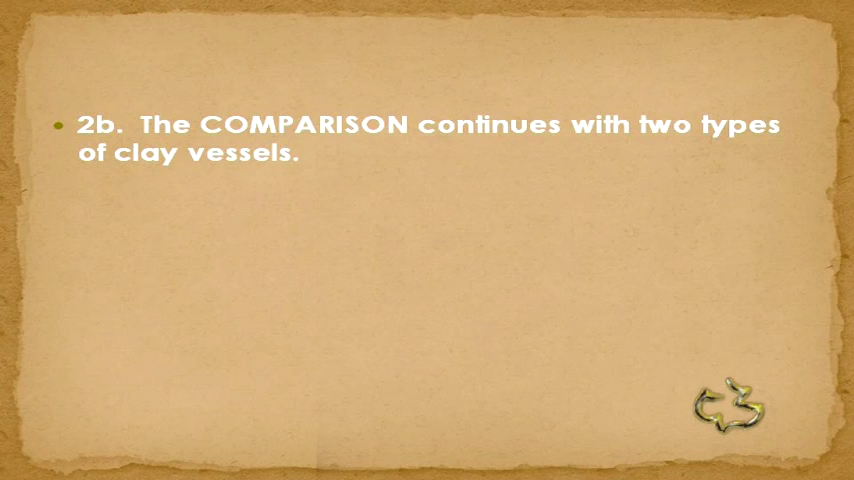 • 2b. The COMPARISON continues with two types
of clay vessels.